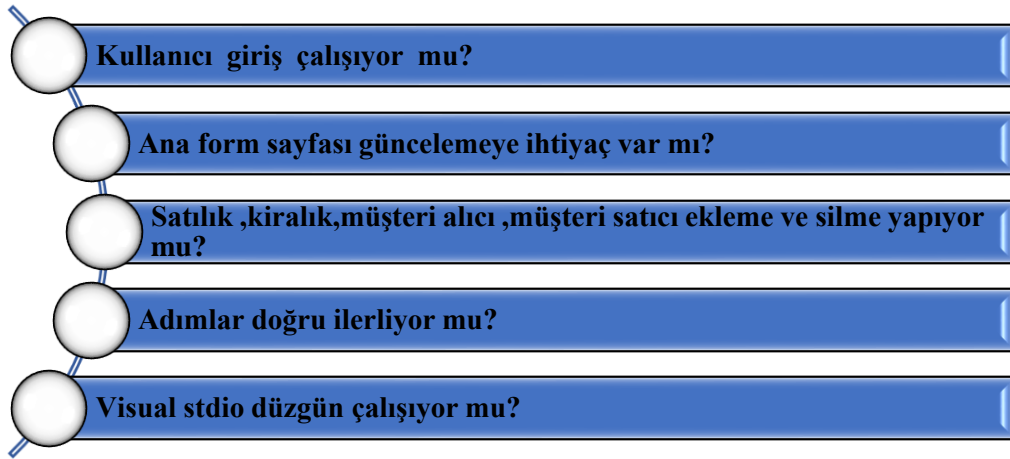 Kullanıcı giriş çalışıyor mu?
Ana form sayfası güncelemeye ihtiyaç var mı?
Satılık ,kiralık,müşteri alıcı ,müşteri satıcı ekleme ve silme yapıyor
mu?
Adımlar doğru ilerliyor mu?
Visual stdio düzgün çalışıyor mu?